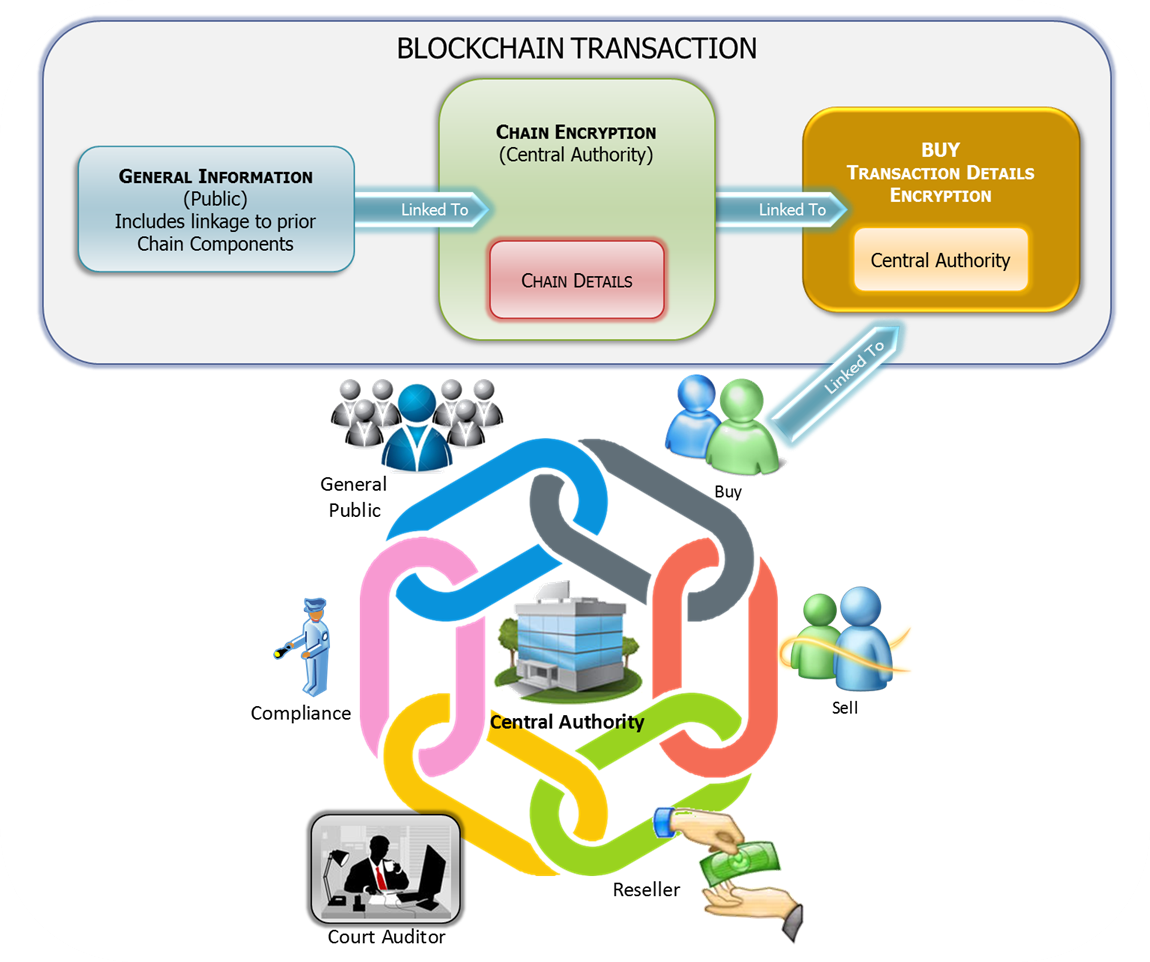 BLOCKCHAIN TRANSACTION
GENERAL INFORMATION
(Public)
Includes linkage to prior
Chain Components
Linked To
CHAIN ENCRYPTION
(Central Authority)
CHAIN DETAILS
Linked To
BUY
TRANSACTION DETAILS
ENCRYPTION
Central Authority
Linked To
General
Public
Buy
Compliance
Central Authority
Sell
Reseller
Court Auditor